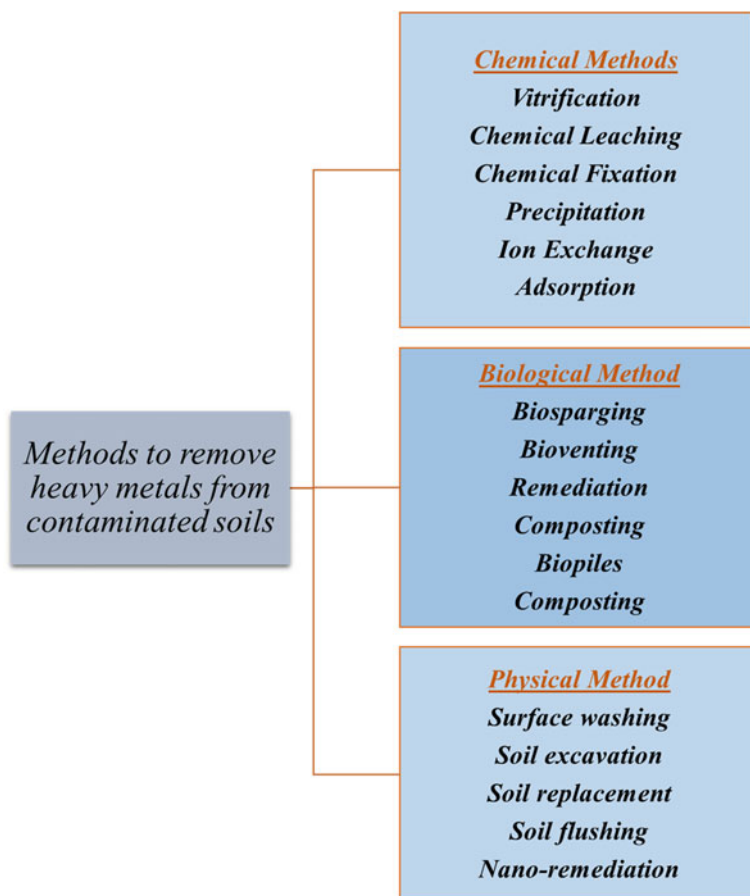 Methods to remove
heavy metals from
contaminated soils
Chemical Methods
Vitrification
Chemical Leaching
Chemical Fixation
Precipitation
Ion Exchange
Adsorption
Biological Method
Biosparging
Bioventing
Remediation
Composting
Biopiles
Composting
Physical Method
Surface washing
Soil excavation
Soil replacement
Soil flushing
Nano-remediation